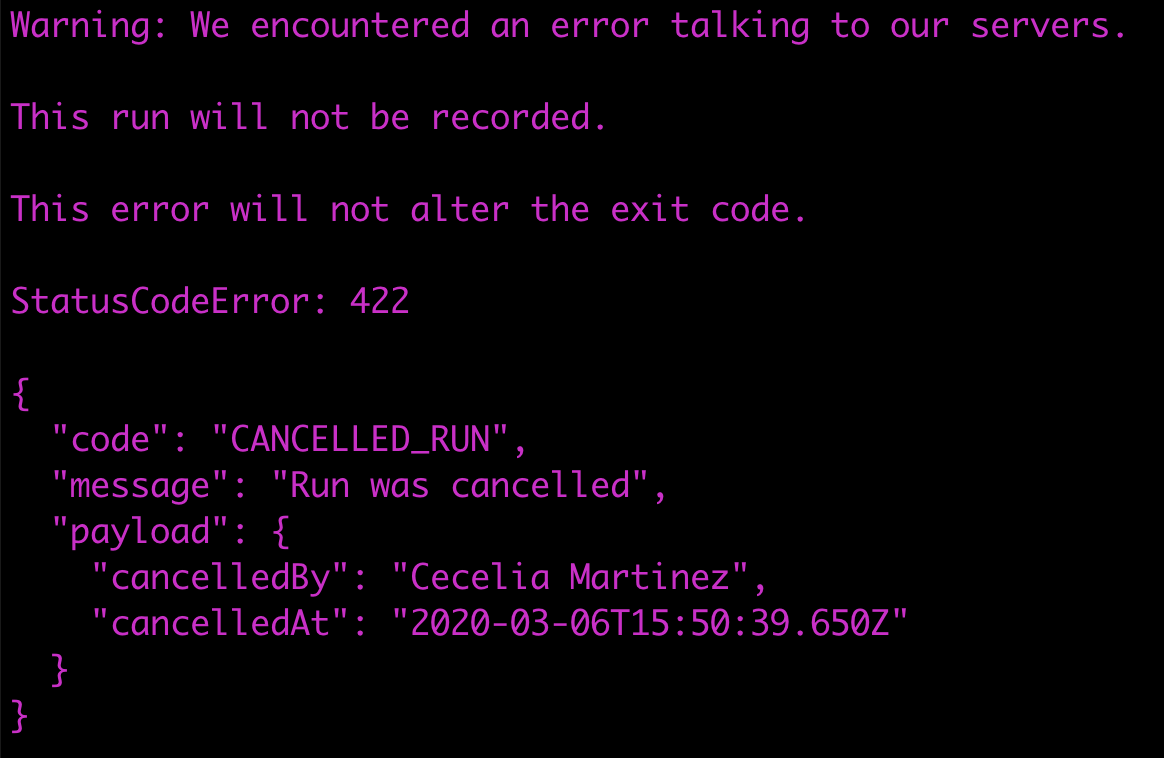 Warning: We encountered an error talking to our servers.
This run will not be recorded.
This error will not alter the exit code.
StatusCodeError: 422
{
  "code": "CANCELLED_RUN",
  "message": "Run was cancelled",
  "payload": {
    "cancelledBy": "Cecelia Martinez",
    "cancelledAt": "2020-03-06T15:50:39.650Z"
  }
}